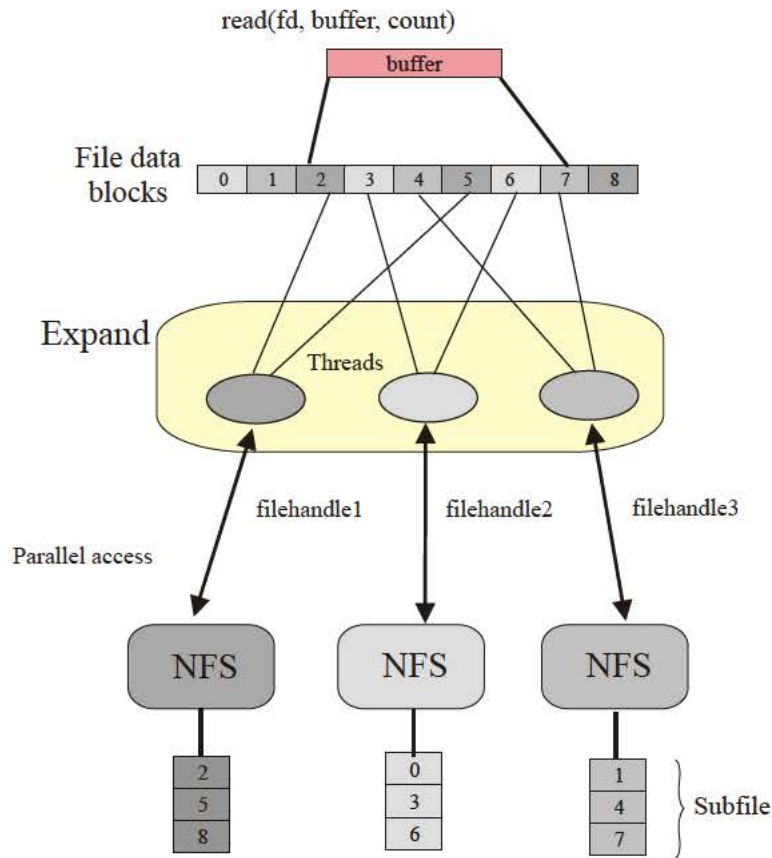 read(fd, buffer, count)
buffer
File data
blocks
0 1 2 3 4 5 6 7 8
Expand
Threads
filehandle1
filehandle2
filehandle3
Parallel access
NFS
NFS
NFS
2
5
8
0
3
6
1
4
7
Subfile